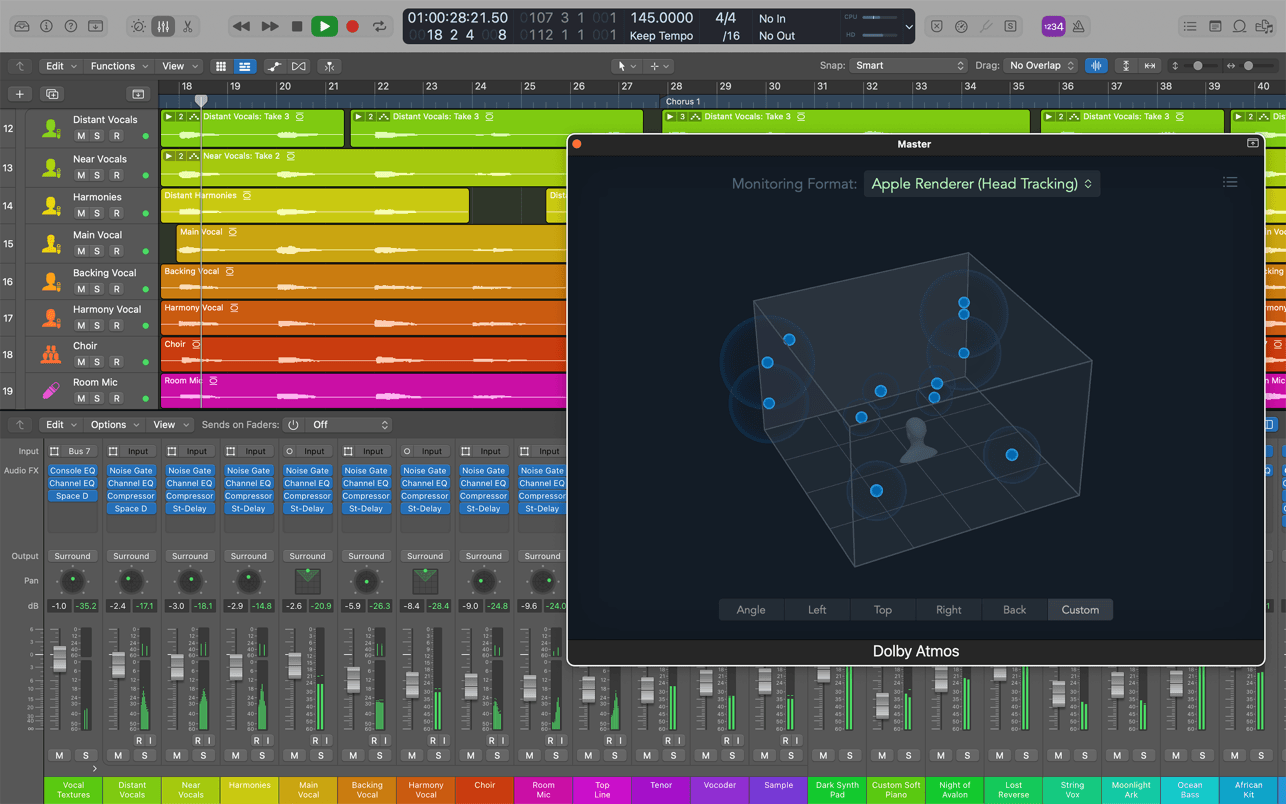 01:00:28:21.50
0018 2 4 008
0107 3 1 001
0112 1 1 001
145.0000
Keep Tempo
4/4
/16
No In
No Out
CPU
HD
1234
Edit Functions View
Snap: Smart
Drag: No Overlap
18 19 20 21 22 23 24 25 26 27 28 29 30 31 32 33 34 35 36 37 38 39 40
Chorus 1
12 Distant Vocals
M S R
2 Distant Vocals: Take 3
2 Distant Vocals: Take 3
3 Distant Vocals: Take 3
2 Distant Vocals: Take 3
2
13 Near Vocals
M S R
2 Near Vocals: Take 2
14 Harmonies
M S R
Distant Harmonies
15 Main Vocal
M S R
Main Vocal
16 Backing Vocal
M S R
Backing Vocal
17 Harmony Vocal
M S R
Harmony Vocal
18 Choir
M S R
Choir
19 Room Mic
M S R
Room Mic
Master
Monitoring Format: Apple Renderer (Head Tracking)
Angle Left Top Right Back Custom
Dolby Atmos
Edit Options View Sends on Faders: Off
Input Bus 7 Input Input Input Input Input Input Input Input
Audio FX Console EQ Noise Gate Noise Gate Noise Gate Noise Gate Noise Gate Noise Gate Noise Gate Noise Gate
Channel EQ Channel EQ Channel EQ Channel EQ Channel EQ Channel EQ Channel EQ Channel EQ Channel EQ
Space D Compressor Compressor Compressor Compressor Compressor Compressor Compressor Compressor
Space D St-Delay St-Delay St-Delay St-Delay St-Delay St-Delay St-Delay
Output Surround Surround Surround Surround Surround Surround Surround Surround Surround
Pan
dB -1.0 -35.2 -2.4 -17.1 -3.0 -18.1 -2.9 -14.8 -2.6 -20.9 -5.9 -26.3 -8.4 -28.4 -9.0 -24.8 -9.6 -24.0
R I R I R I R I R I R I R I R I R I R I R I R I
M S M S M S M S M S M S M S M S M S M S M S M S M S M S M S M S M S M S M S M S M S
Vocal Textures
Distant Vocals
Near Vocals
Harmonies
Main Vocal
Backing Vocal
Harmony Vocal
Choir
Room Mic
Top Line
Tenor
Vocoder
Sample
Dark Synth Pad
Custom Soft Piano
Night of Avalon
Lost Reverse
String Vox
Moonlight Ark
Ocean Bass
African Kit